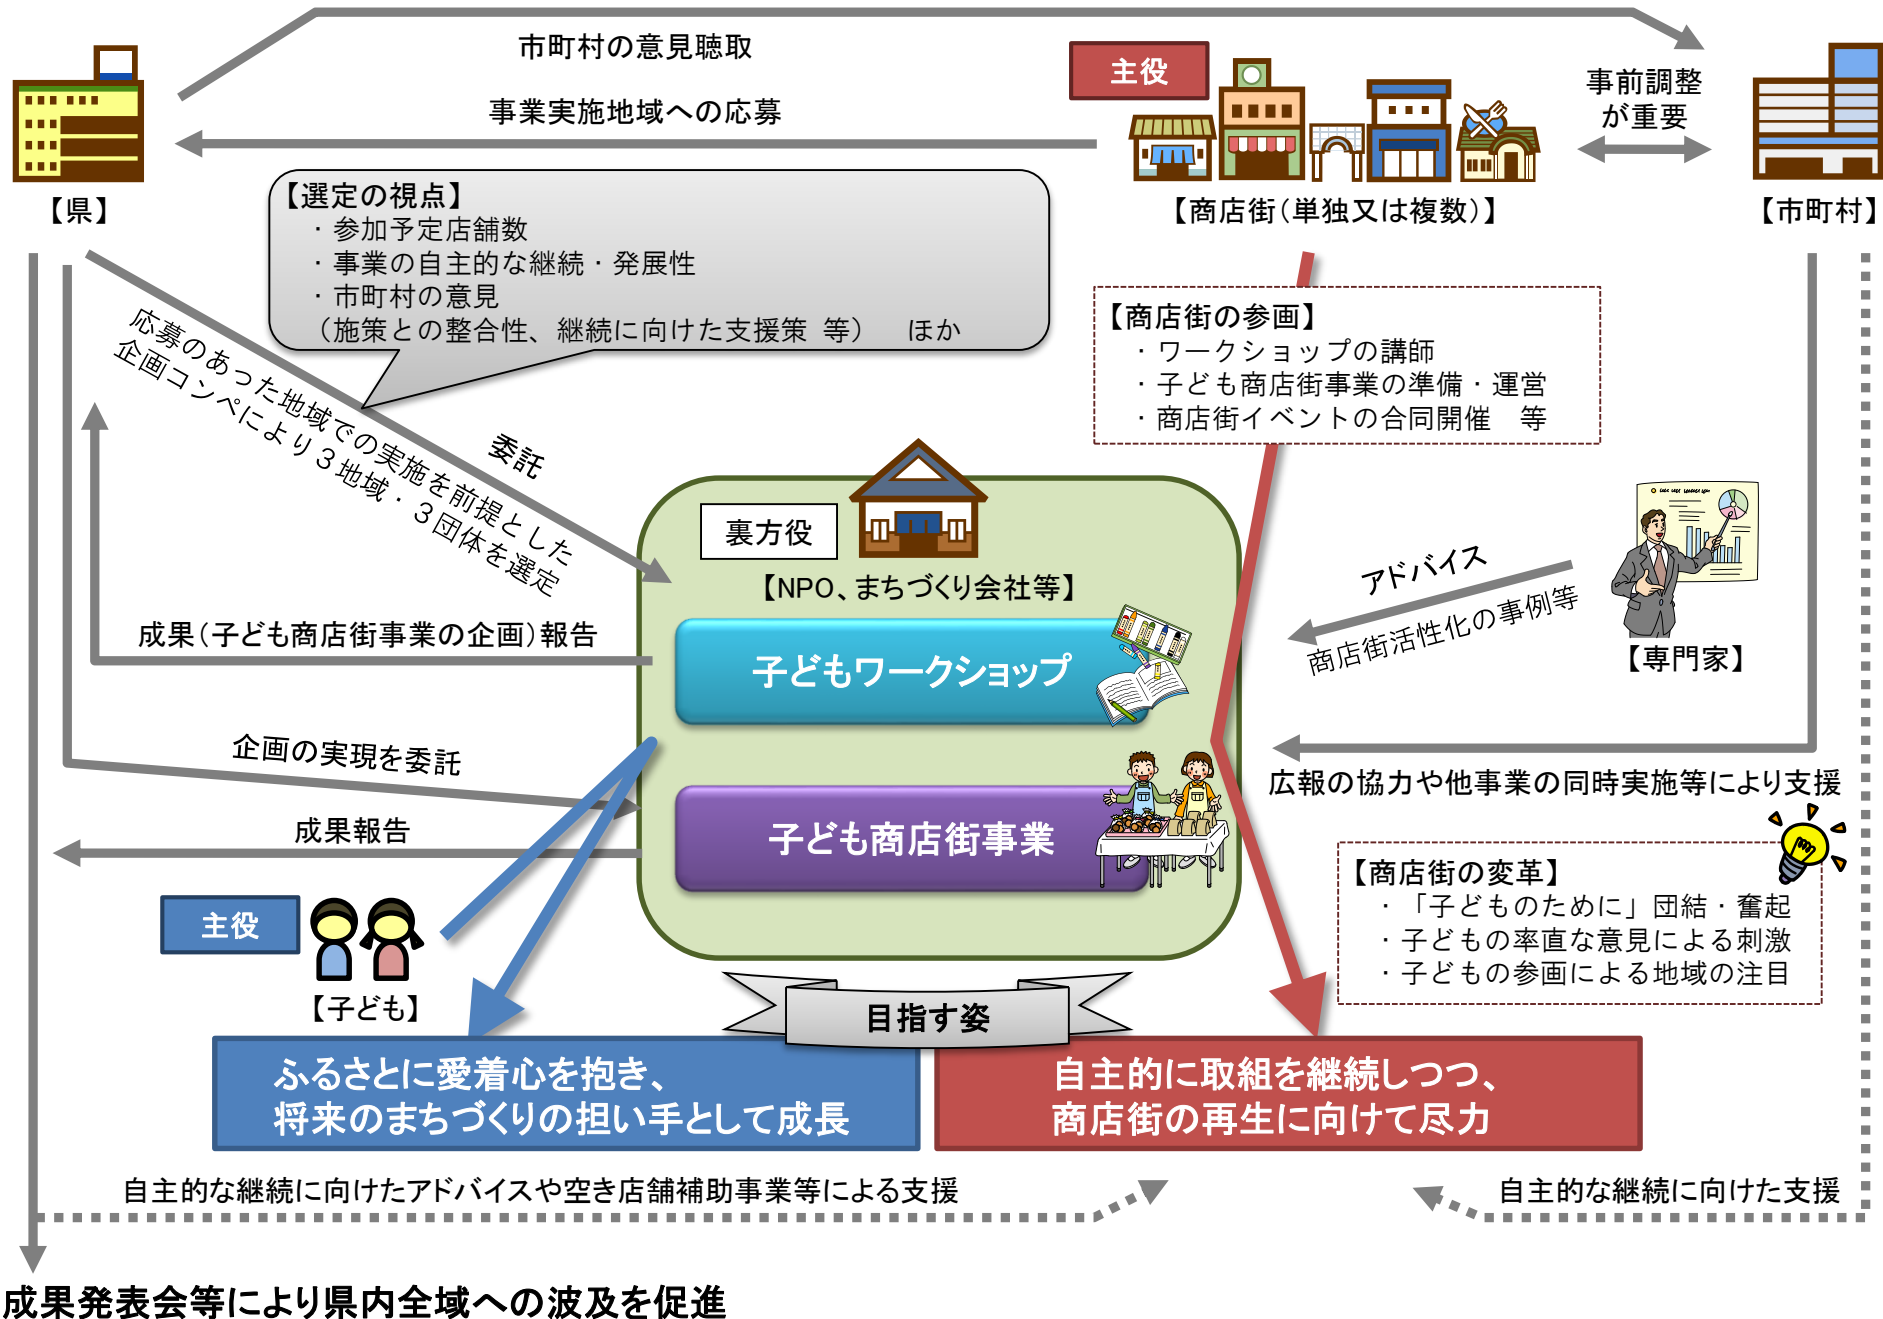 市町村の意見聴取
主役
事前調整
が重要
事業実施地域への応募
【県】
【商店街（単独又は複数）】
【市町村】
【選定の視点】
・参加予定店舗数
・事業の自主的な継続・発展性
・市町村の意見
（施策との整合性、継続に向けた支援策 等）　ほか
【商店街の参画】
・ワークショップの講師
・子ども商店街事業の準備・運営
・商店街イベントの合同開催　等
応募のあった地域での実施を前提とした
企画コンペにより３地域・３団体を選定
委託
裏方役
【NPO、まちづくり会社等】
アドバイス
商店街活性化の事例等
【専門家】
成果（子ども商店街事業の企画）報告
子どもワークショップ
企画の実現を委託
広報の協力や他事業の同時実施等により支援
成果報告
子ども商店街事業
【商店街の変革】
・「子どものために」団結・奮起
・子どもの率直な意見による刺激
・子どもの参画による地域の注目
主役
【子ども】
目指す姿
ふるさとに愛着心を抱き、
将来のまちづくりの担い手として成長
自主的に取組を継続しつつ、
商店街の再生に向けて尽力
自主的な継続に向けたアドバイスや空き店舗補助事業等による支援
自主的な継続に向けた支援
成果発表会等により県内全域への波及を促進